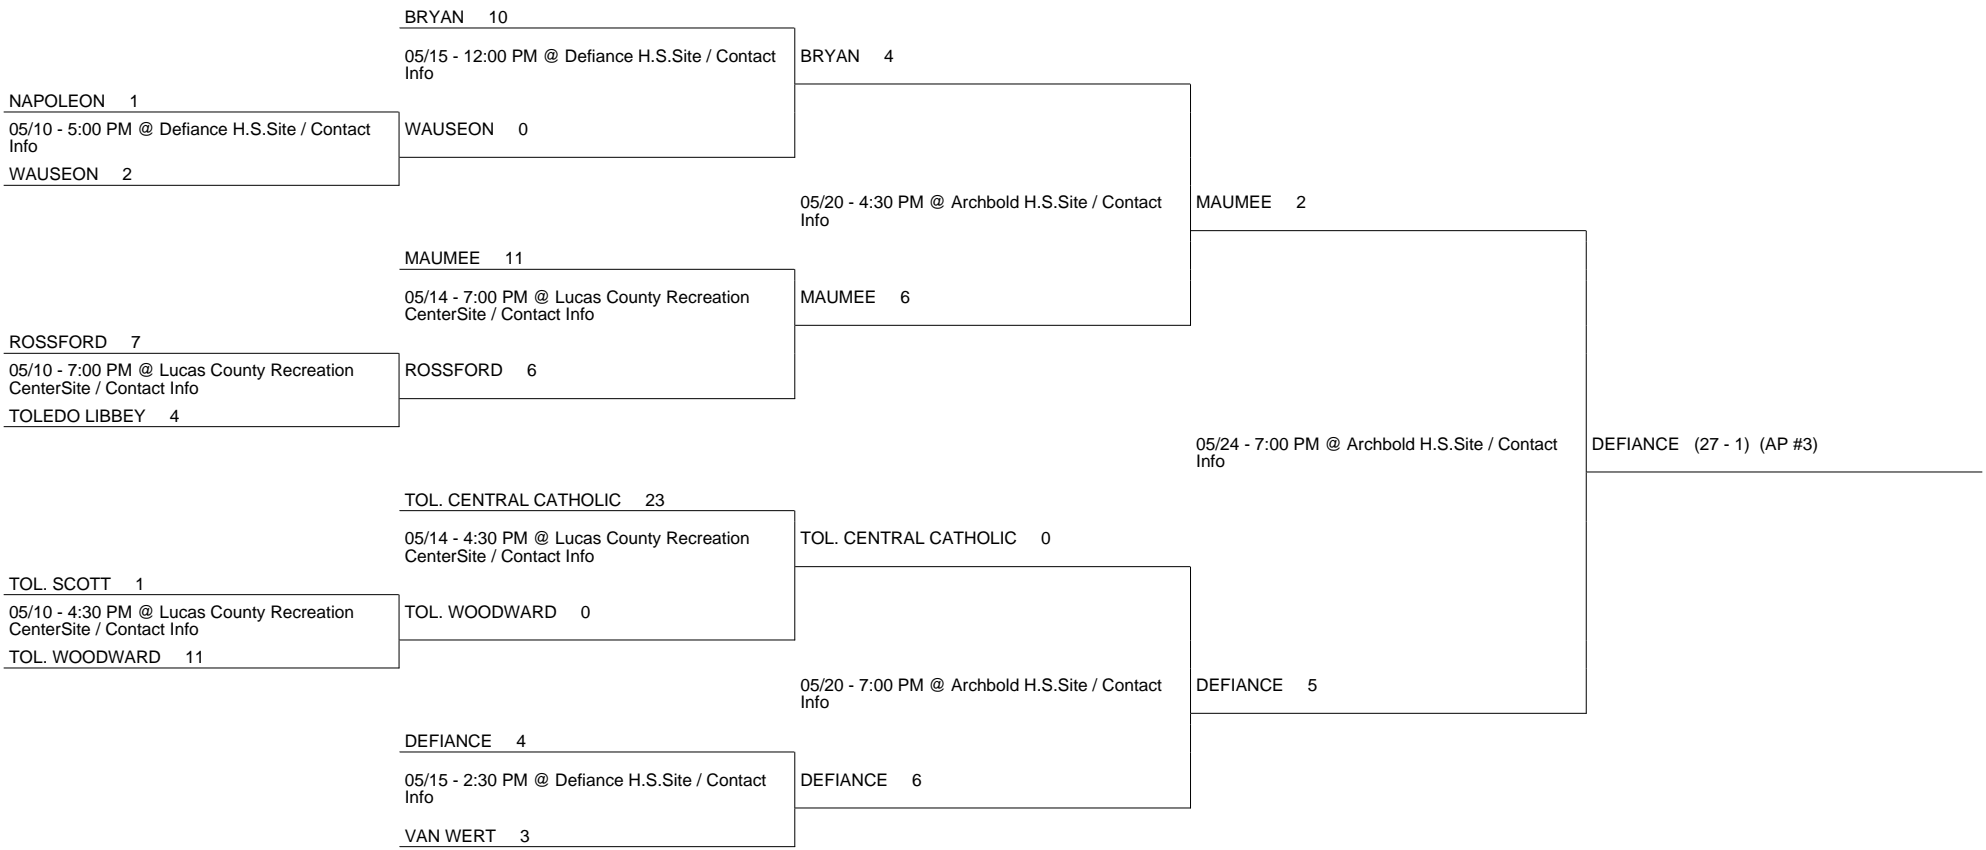 NAPOLEON 1
05/10 - 5:00 PM @ Defiance H.S.Site / Contact
Info
WAUSEON 2
ROSSFORD 7
05/10 - 7:00 PM @ Lucas County Recreation
CenterSite / Contact Info
TOLEDO LIBBEY 4
TOL. SCOTT 1
05/10 - 4:30 PM @ Lucas County Recreation
CenterSite / Contact Info
TOL. WOODWARD 11
BRYAN 10
05/15 - 12:00 PM @ Defiance H.S.Site / Contact
Info
WAUSEON 0
MAUMEE 11
05/14 - 7:00 PM @ Lucas County Recreation
CenterSite / Contact Info
ROSSFORD 6
TOL. CENTRAL CATHOLIC 23
05/14 - 4:30 PM @ Lucas County Recreation
CenterSite / Contact Info
TOL. WOODWARD 0
DEFIANCE 4
05/15 - 2:30 PM @ Defiance H.S.Site / Contact
Info
VAN WERT 3
BRYAN 4
05/20 - 4:30 PM @ Archbold H.S.Site / Contact
Info
MAUMEE 6
TOL. CENTRAL CATHOLIC 0
05/20 - 7:00 PM @ Archbold H.S.Site / Contact
Info
DEFIANCE 6
MAUMEE 2
05/24 - 7:00 PM @ Archbold H.S.Site / Contact
Info
DEFIANCE 5
DEFIANCE (27 - 1) (AP #3)